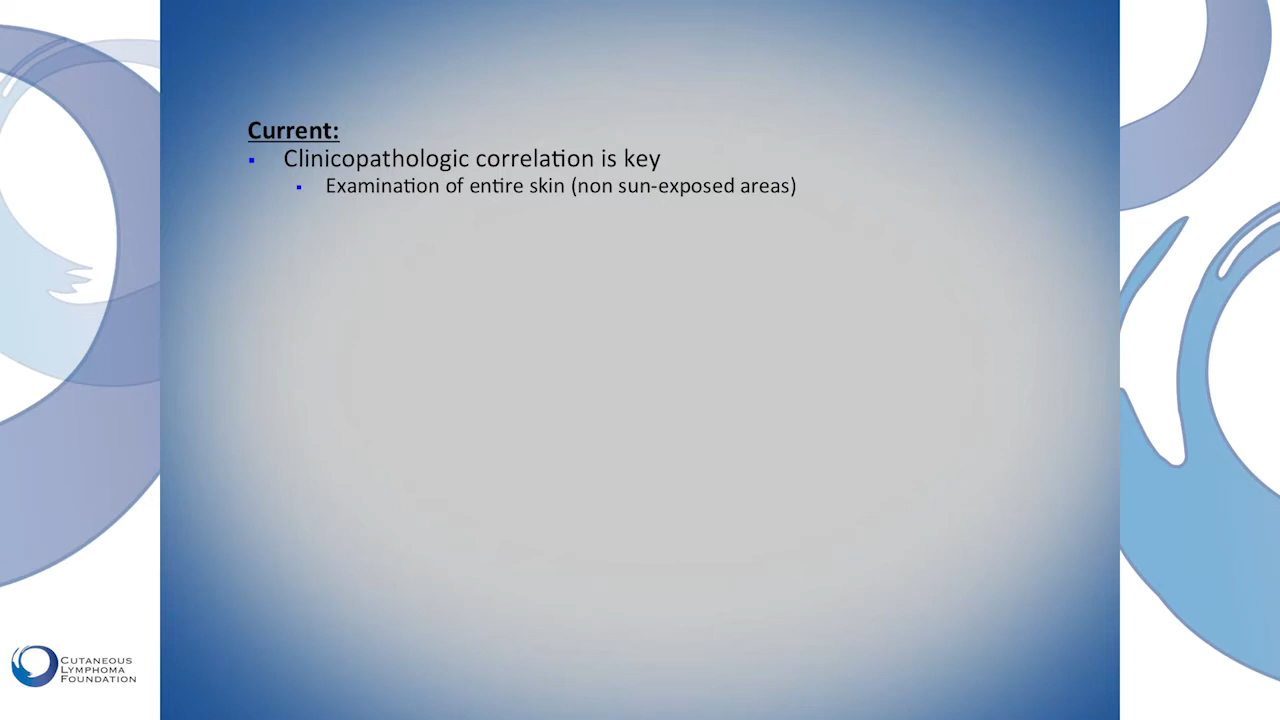 Current:
▪ Clinicopathologic correlation is key
▪ Examination of entire skin (non sun-exposed areas)
CUTANEOUS
LYMPHOMA
FOUNDATION